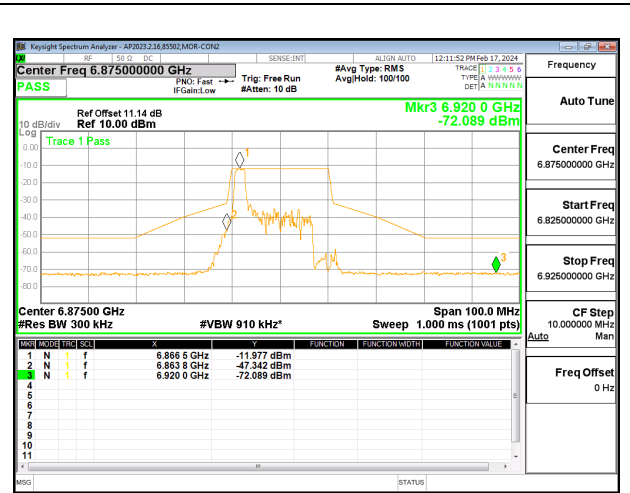 Keysight Spectrum Analyzer - AP2023.2.16,85502,MOR-CON2
LXI RF 50 Ω DC SENSE:INT ALIGN AUTO 12:11:52 PM Feb 17, 2024
Center Freq 6.875000000 GHz
PASS
PNO: Fast
IFGain:Low
Trig: Free Run
#Atten: 10 dB
#Avg Type: RMS
Avg|Hold: 100/100
TRACE 1 2 3 4 5 6
TYPE A WWWWW
DET A N N N N N
Ref Offset 11.14 dB
Ref 10.00 dBm
10 dB/div
Log
Mkr3 6.920 0 GHz
-72.089 dBm
Trace 1 Pass
0.00
-10.0
-20.0
-30.0
-40.0
-50.0
-60.0
-70.0
-80.0
1
2
3
Center 6.87500 GHz Span 100.0 MHz
#Res BW 300 kHz #VBW 910 kHz* Sweep 1.000 ms (1001 pts)
MKR MODE TRC SCL X Y FUNCTION FUNCTION WIDTH FUNCTION VALUE
1 N 1 f 6.866 5 GHz -11.977 dBm
2 N 1 f 6.863 8 GHz -47.342 dBm
3 N 1 f 6.920 0 GHz -72.089 dBm
4
5
6
7
8
9
10
11
MSG STATUS
Frequency
Auto Tune
Center Freq
6.875000000 GHz
Start Freq
6.825000000 GHz
Stop Freq
6.925000000 GHz
CF Step
10.000000 MHz
Auto Man
Freq Offset
0 Hz